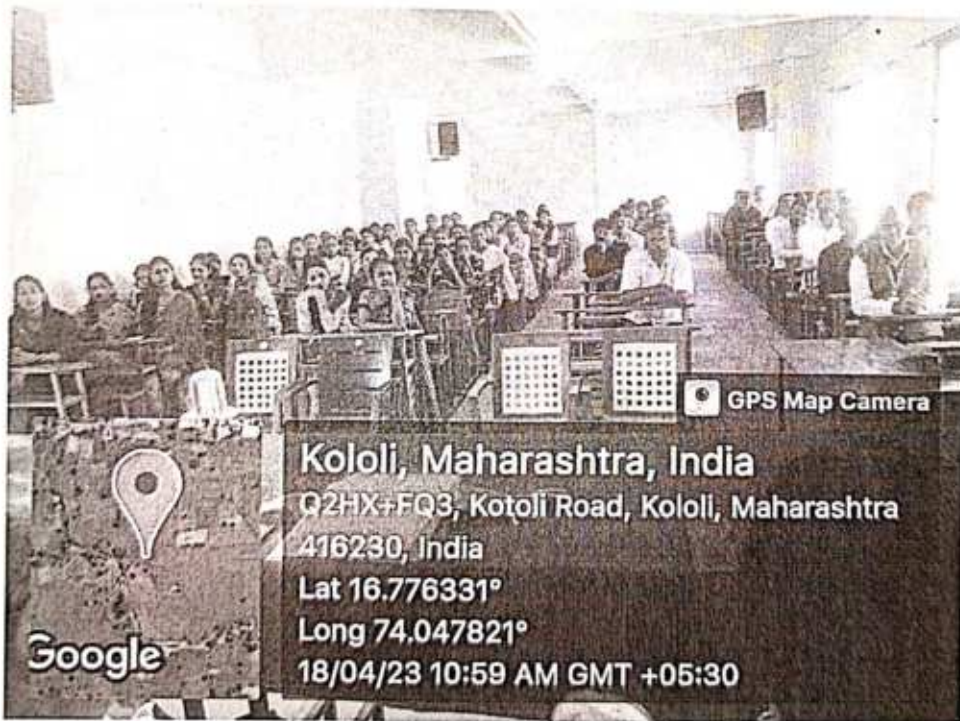 GPS Map Camera
Kololi, Maharashtra, India
Q2HX+FQ3, Kotoli Road, Kololi, Maharashtra
416230, India
Lat 16.776331°
Long 74.047821°
18/04/23 10:59 AM GMT +05:30
Google